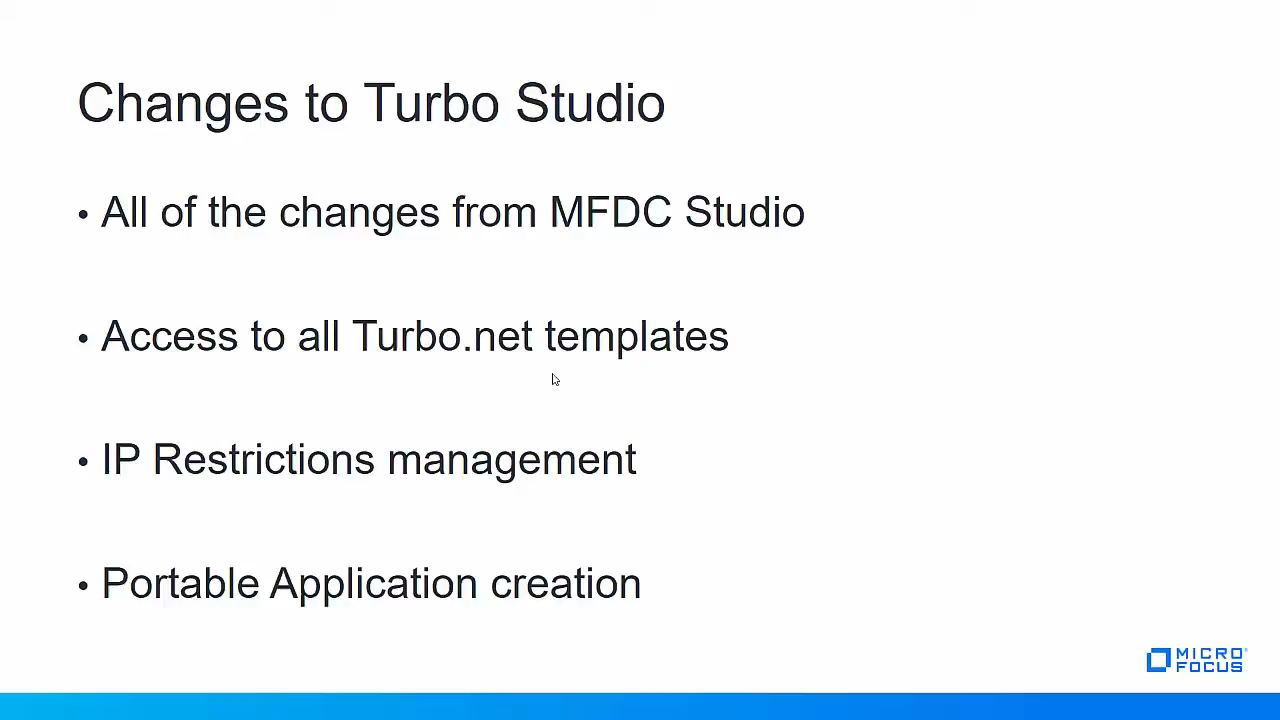 Changes to Turbo Studio
• All of the changes from MFDC Studio
• Access to all Turbo.net templates
• IP Restrictions management
• Portable Application creation
MICRO
FOCUS